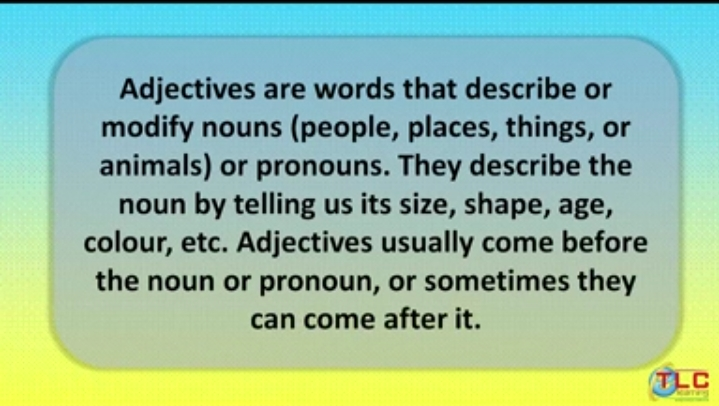 Adjectives are words that describe or
modify nouns (people, places, things, or
animals) or pronouns. They describe the
noun by telling us its size, shape, age,
colour, etc. Adjectives usually come before
the noun or pronoun, or sometimes they
can come after it.
TLC